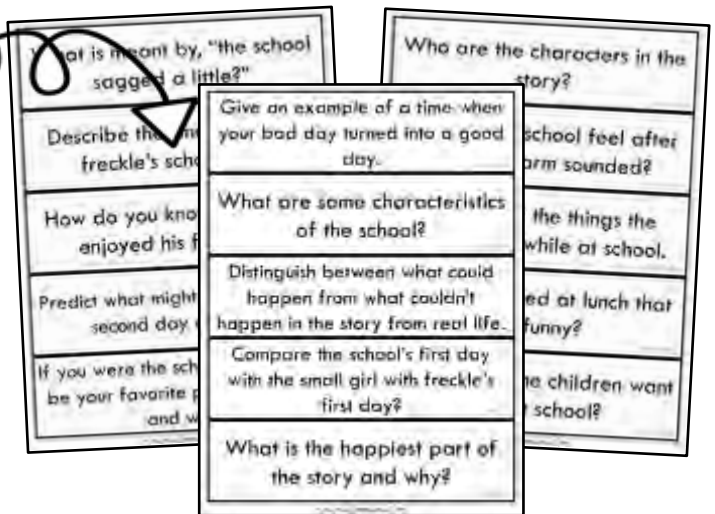 What is meant by, "the school
sagged a little?"
Describe the
freckle's
How do you
enjoyed his
Predict what might
second day
If you were the
be your favorite
and
Give an example of a time when
your bad day turned into a good
day.
What are some characteristics
of the school?
Distinguish between what could
happen from what couldn't
happen in the story from real life.
Compare the school's first day
with the small girl with freckle's
first day?
What is the happiest part of
the story and why?
Who are the characters in the
story?
school feel after
sounded?
the things the
while at school.
at lunch that
funny?
children want
school?